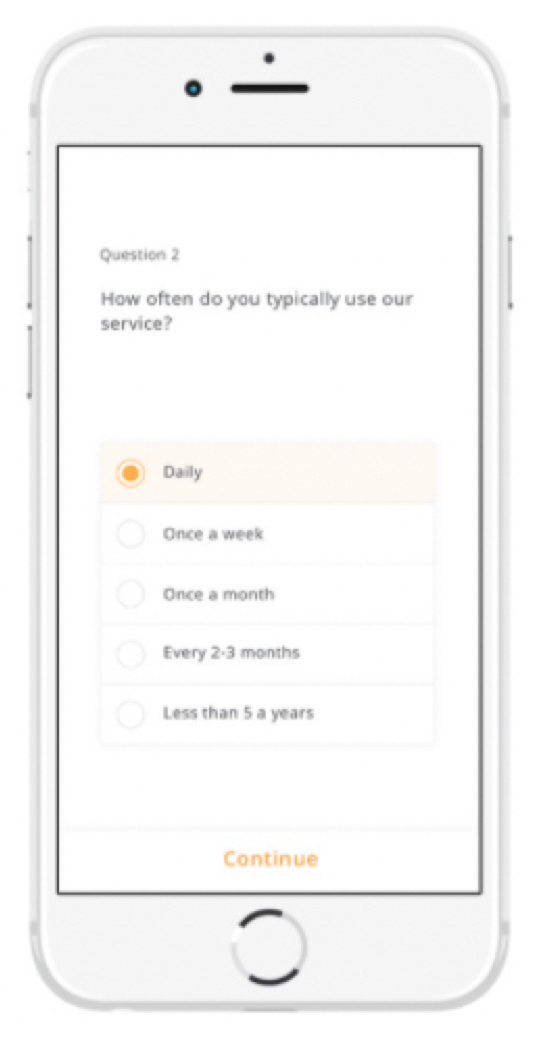 Question 2
How often do you typically use our
service?
Daily
Once a week
Once a month
Every 2-3 months
Less than 5 a years
Continue